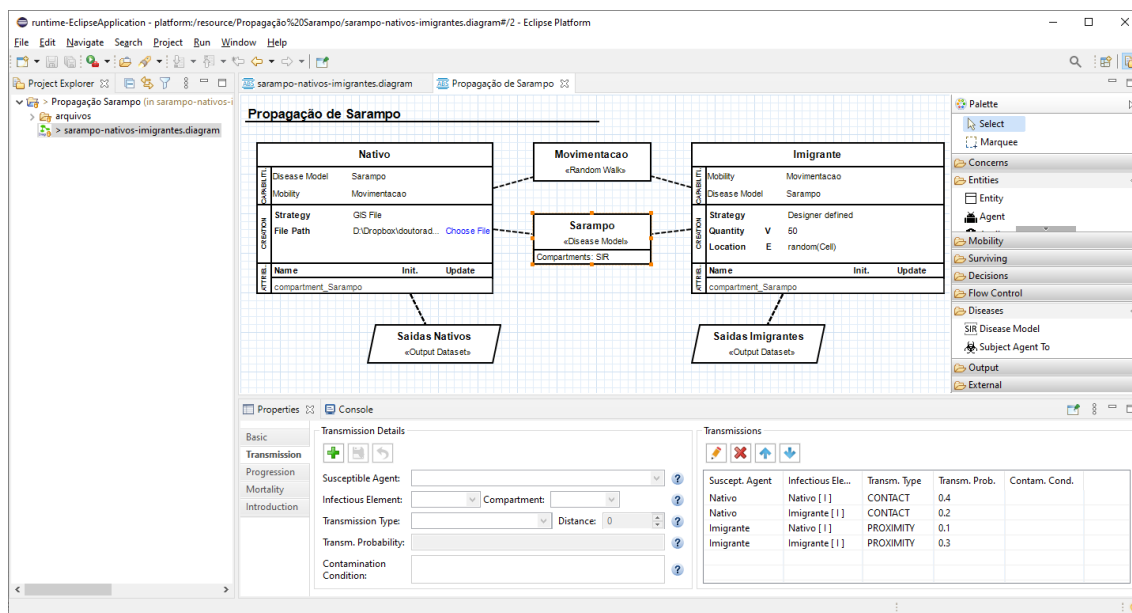 runtime-EclipseApplication - platform:/resource/Propagação%20Sarampo/sarampo-nativos-imigrantes.diagram#/2 - Eclipse Platform
File Edit Navigate Search Project Run Window Help
Project Explorer
> Propagação Sarampo (in sarampo-nativos-i
arquivos
> sarampo-nativos-imigrantes.diagram
sarampo-nativos-imigrantes.diagram
Propagação de Sarampo
Propagação de Sarampo
Nativo
CAPABILITI.
Disease Model Sarampo
Mobility Movimentacao
CREATION
Strategy GIS File
File Path D:\Dropbox\doutorad... Choose File
ATTRIB.
Name Init. Update
compartment_Sarampo
Movimentacao
«Random Walk»
Sarampo
«Disease Model»
Compartments: SIR
Imigrante
CAPABILITI.
Mobility Movimentacao
Disease Model Sarampo
CREATION
Strategy Designer defined
Quantity V 50
Location E random(Cell)
ATTRIB.
Name Init. Update
compartment_Sarampo
Saidas Nativos
«Output Dataset»
Saidas Imigrantes
«Output Dataset»
Palette
Select
Marquee
Concerns
Entities
Entity
Agent
Mobility
Surviving
Decisions
Flow Control
Diseases
SIR Disease Model
Subject Agent To
Output
External
Properties
Console
Basic
Transmission
Progression
Mortality
Introduction
Transmission Details
Susceptible Agent:
Infectious Element: Compartment:
Transmission Type: Distance: 0
Transm. Probability:
Contamination
Condition:
Transmissions
Suscept. Agent Infectious Ele... Transm. Type Transm. Prob. Contam. Cond.
Nativo Nativo [ I ] CONTACT 0.4
Nativo Imigrante [ I ] CONTACT 0.2
Imigrante Nativo [ I ] PROXIMITY 0.1
Imigrante Imigrante [ I ] PROXIMITY 0.3